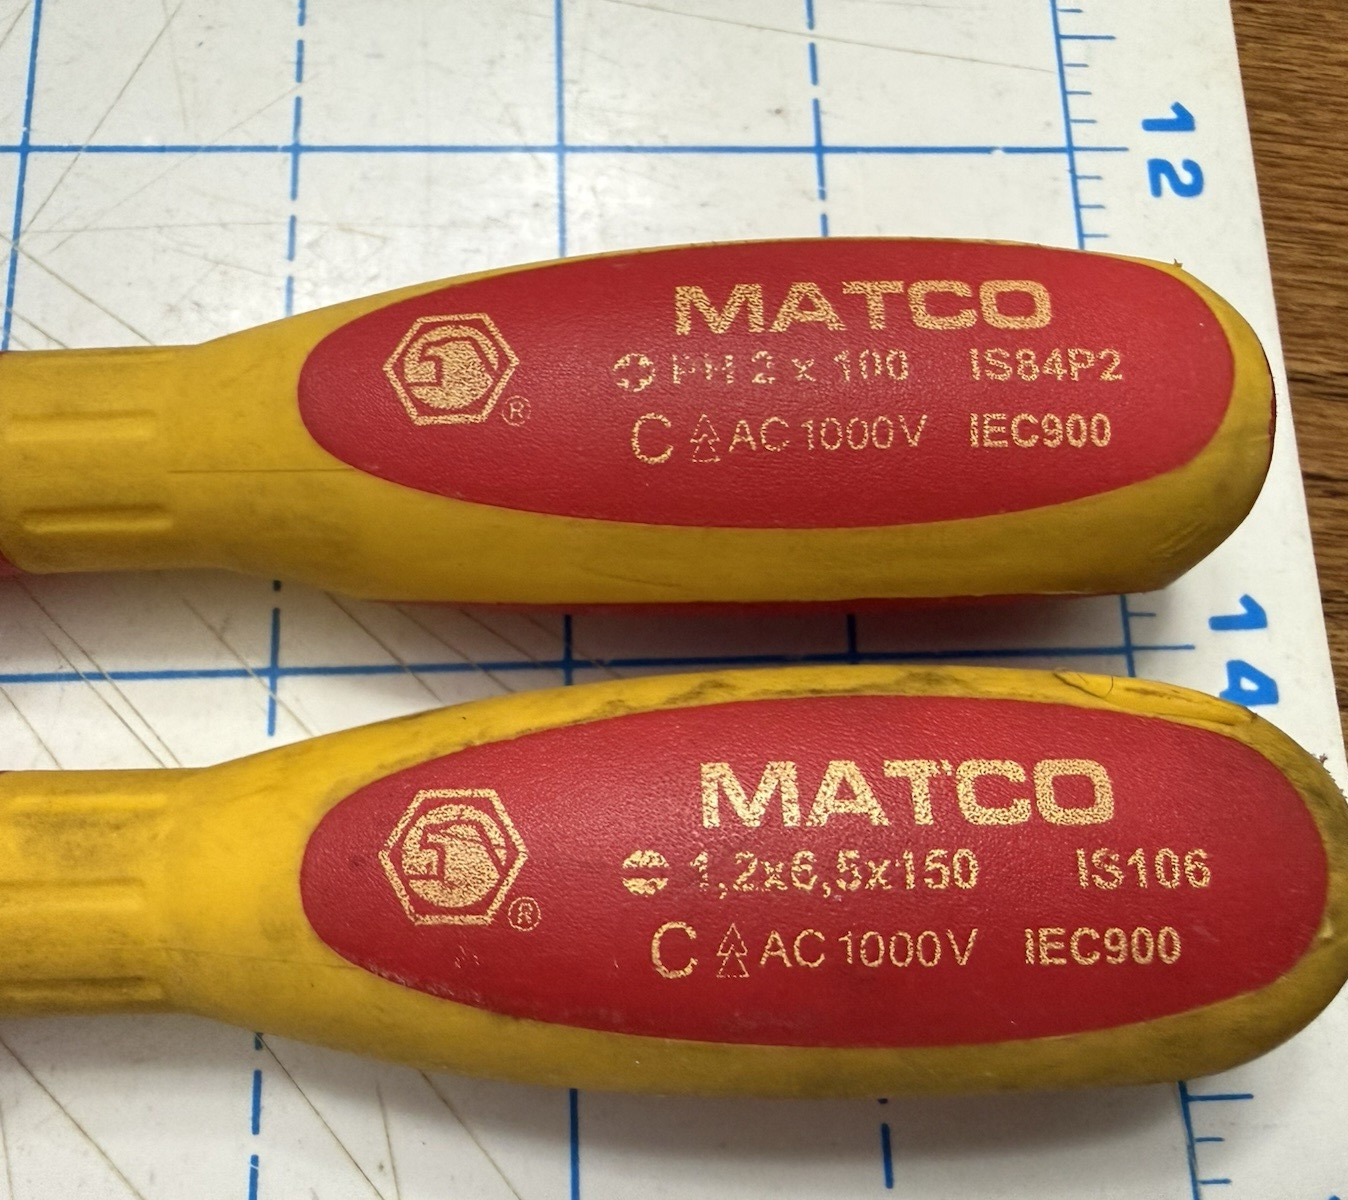 12
MATCO
PH 2 x 100 IS84P2
®
C AC 1000V IEC900
14
MATCO
1,2x6,5x150 IS106
®
C AC 1000V IEC900